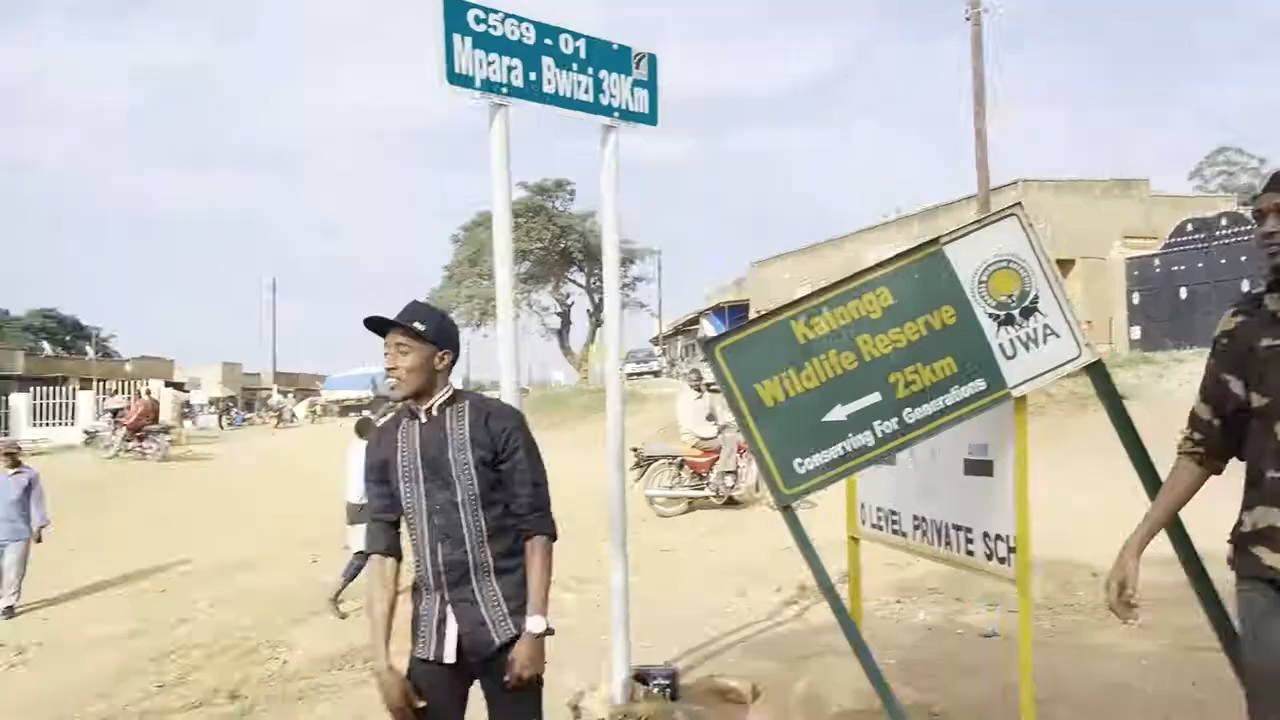 C569 - 01
Mpara - Bwizi 39Km
Katonga
Wildlife Reserve
25km
Conserving For Generations
UWA
O LEVEL PRIVATE SCH